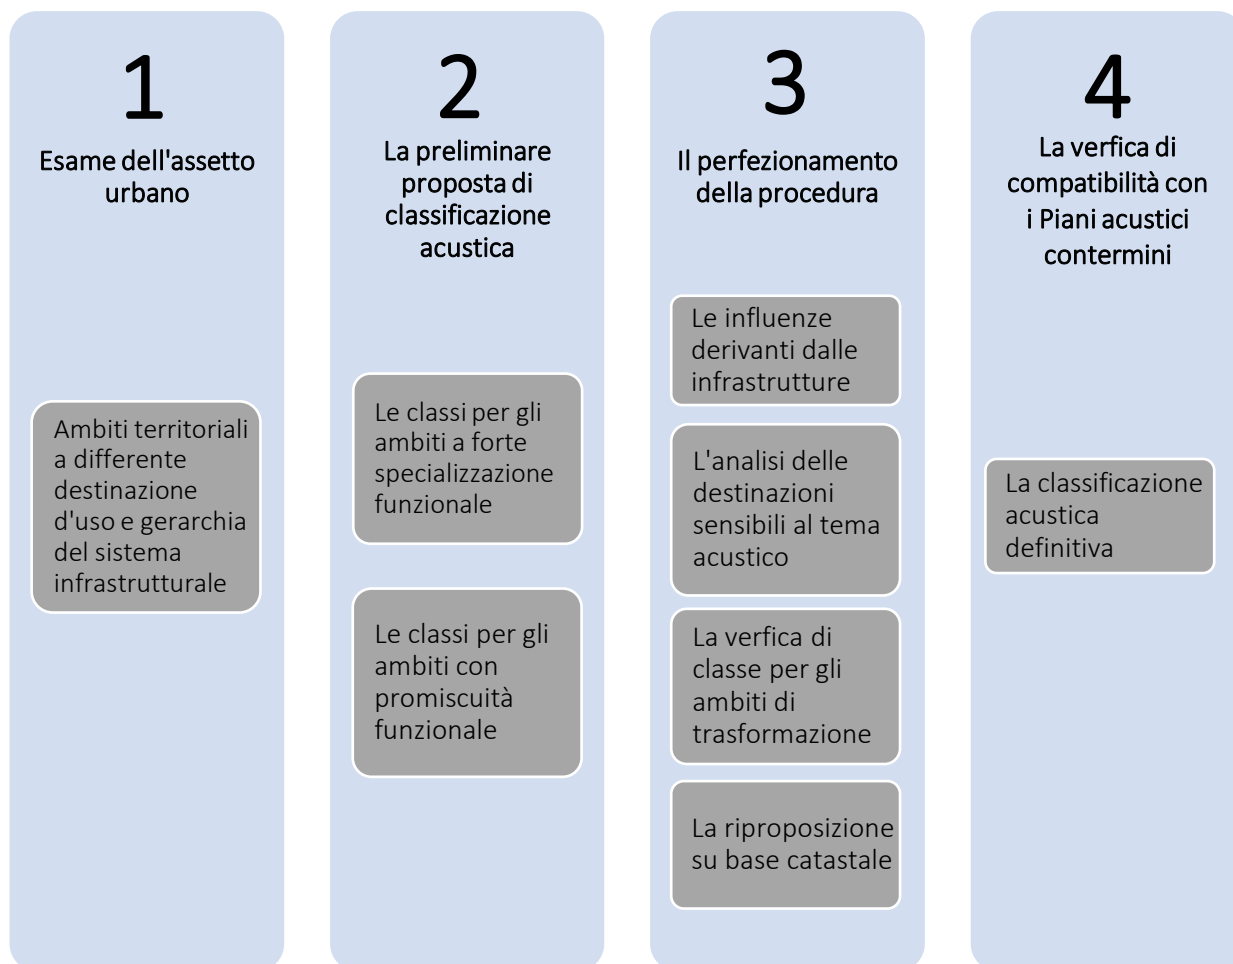 1
Esame dell'assetto
urbano
Ambiti territoriali
a differente
destinazione
d'uso e gerarchia
del sistema
infrastrutturale
2
La preliminare
proposta di
classificazione
acustica
Le classi per gli
ambiti a forte
specializzazione
funzionale
Le classi per gli
ambiti con
promiscuità
funzionale
3
Il perfezionamento
della procedura
Le influenze
derivanti dalle
infrastrutture
L'analisi delle
destinazioni
sensibili al tema
acustico
La verfica di
classe per gli
ambiti di
trasformazione
La riproposizione
su base catastale
4
La verfica di
compatibilità con
i Piani acustici
contermini
La classificazione
acustica
definitiva